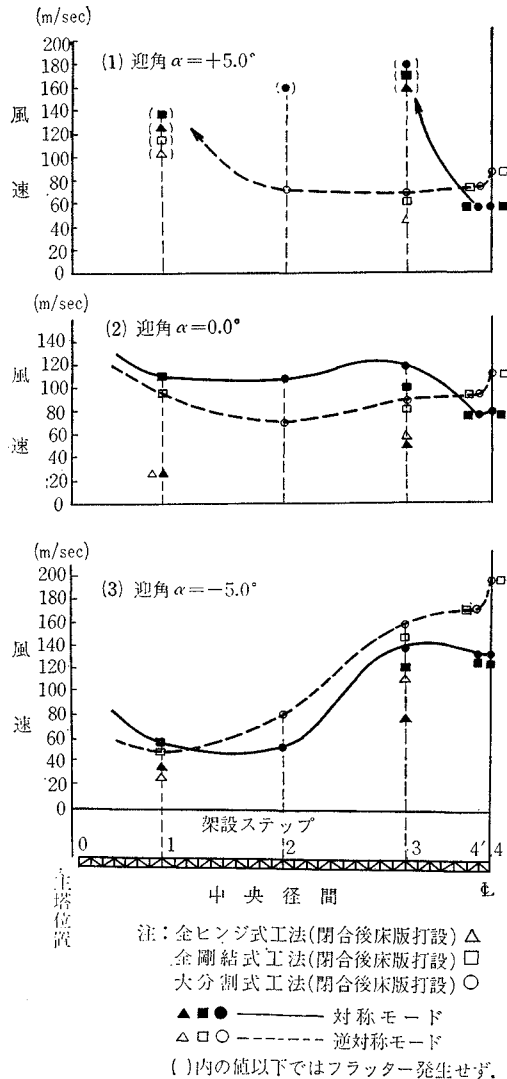 (m/sec)
200
180
160
140
120
100
80
60
40
20
0
風速
(1) 迎角 α=+5.0°
(m/sec)
140
120
100
80
60
40
20
0
風速
(2) 迎角 α=0.0°
(m/sec)
200
180
160
140
120
100
80
60
40
20
0
風速
(3) 迎角 α=-5.0°
架設ステップ
0 1 2 3 4' 4
主塔位置
中央径間
℄
注:全ヒンジ式工法(閉合後床版打設) △
全剛結式工法(閉合後床版打設) □
大分割式工法(閉合後床版打設) ○
▲ ■ ● ——— 対称モード
△ □ ○ ------ 逆対称モード
( )内の値以下ではフラッター発生せず.